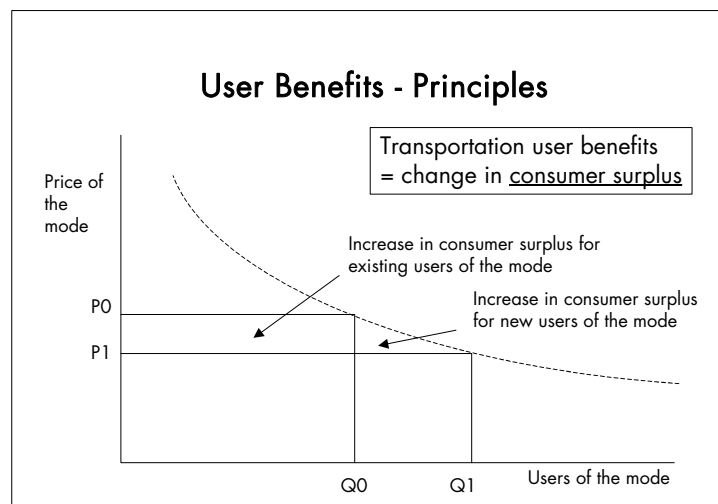 User Benefits - Principles
Transportation user benefits
= change in consumer surplus
Price of
the
mode
Increase in consumer surplus for
existing users of the mode
Increase in consumer surplus
for new users of the mode
P0
P1
Q0
Q1
Users of the mode